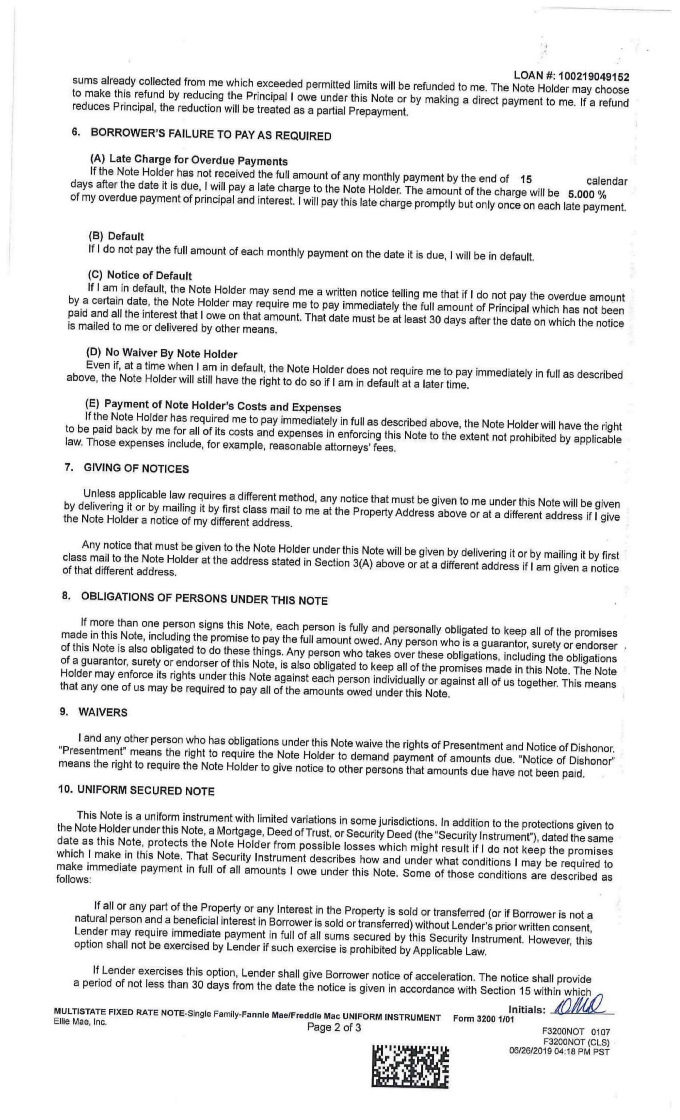 LOAN #: 100219049152
sums already collected from me which exceeded permitted limits will be refunded to me. The Note Holder may choose
to make this refund by reducing the Principal I owe under this Note or by making a direct payment to me. If a refund
reduces Principal, the reduction will be treated as a partial Prepayment.
6. BORROWER'S FAILURE TO PAY AS REQUIRED
(A) Late Charge for Overdue Payments
If the Note Holder has not received the full amount of any monthly payment by the end of 15 calendar
days after the date it is due, I will pay a late charge to the Note Holder. The amount of the charge will be 5.000 %
of my overdue payment of principal and interest. I will pay this late charge promptly but only once on each late payment.
(B) Default
If I do not pay the full amount of each monthly payment on the date it is due, I will be in default.
(C) Notice of Default
If I am in default, the Note Holder may send me a written notice telling me that if I do not pay the overdue amount
by a certain date, the Note Holder may require me to pay immediately the full amount of Principal which has not been
paid and all the interest that I owe on that amount. That date must be at least 30 days after the date on which the notice
is mailed to me or delivered by other means.
(D) No Waiver By Note Holder
Even if, at a time when I am in default, the Note Holder does not require me to pay immediately in full as described
above, the Note Holder will still have the right to do so if I am in default at a later time.
(E) Payment of Note Holder's Costs and Expenses
If the Note Holder has required me to pay immediately in full as described above, the Note Holder will have the right
to be paid back by me for all of its costs and expenses in enforcing this Note to the extent not prohibited by applicable
law. Those expenses include, for example, reasonable attorneys' fees.
7. GIVING OF NOTICES
Unless applicable law requires a different method, any notice that must be given to me under this Note will be given
by delivering it or by mailing it by first class mail to me at the Property Address above or at a different address if I give
the Note Holder a notice of my different address.
Any notice that must be given to the Note Holder under this Note will be given by delivering it or by mailing it by first
class mail to the Note Holder at the address stated in Section 3(A) above or at a different address if I am given a notice
of that different address.
8. OBLIGATIONS OF PERSONS UNDER THIS NOTE
If more than one person signs this Note, each person is fully and personally obligated to keep all of the promises
made in this Note, including the promise to pay the full amount owed. Any person who is a guarantor, surety or endorser
of this Note is also obligated to do these things. Any person who takes over these obligations, including the obligations
of a guarantor, surety or endorser of this Note, is also obligated to keep all of the promises made in this Note. The Note
Holder may enforce its rights under this Note against each person individually or against all of us together. This means
that any one of us may be required to pay all of the amounts owed under this Note.
9. WAIVERS
I and any other person who has obligations under this Note waive the rights of Presentment and Notice of Dishonor.
"Presentment" means the right to require the Note Holder to demand payment of amounts due. "Notice of Dishonor"
means the right to require the Note Holder to give notice to other persons that amounts due have not been paid.
10. UNIFORM SECURED NOTE
This Note is a uniform instrument with limited variations in some jurisdictions. In addition to the protections given to
the Note Holder under this Note, a Mortgage, Deed of Trust, or Security Deed (the "Security Instrument"), dated the same
date as this Note, protects the Note Holder from possible losses which might result if I do not keep the promises
which I make in this Note. That Security Instrument describes how and under what conditions I may be required to
make immediate payment in full of all amounts I owe under this Note. Some of those conditions are described as
follows:
If all or any part of the Property or any Interest in the Property is sold or transferred (or if Borrower is not a
natural person and a beneficial interest in Borrower is sold or transferred) without Lender's prior written consent,
Lender may require immediate payment in full of all sums secured by this Security Instrument. However, this
option shall not be exercised by Lender if such exercise is prohibited by Applicable Law.
If Lender exercises this option, Lender shall give Borrower notice of acceleration. The notice shall provide
a period of not less than 30 days from the date the notice is given in accordance with Section 15 within which
Initials:
MULTISTATE FIXED RATE NOTE-Single Family-Fannie Mae/Freddie Mac UNIFORM INSTRUMENT Form 3200 1/01
Ellie Mae, Inc.
Page 2 of 3
F3200NOT 0107
F3200NOT (CLS)
06/26/2019 04:18 PM PST